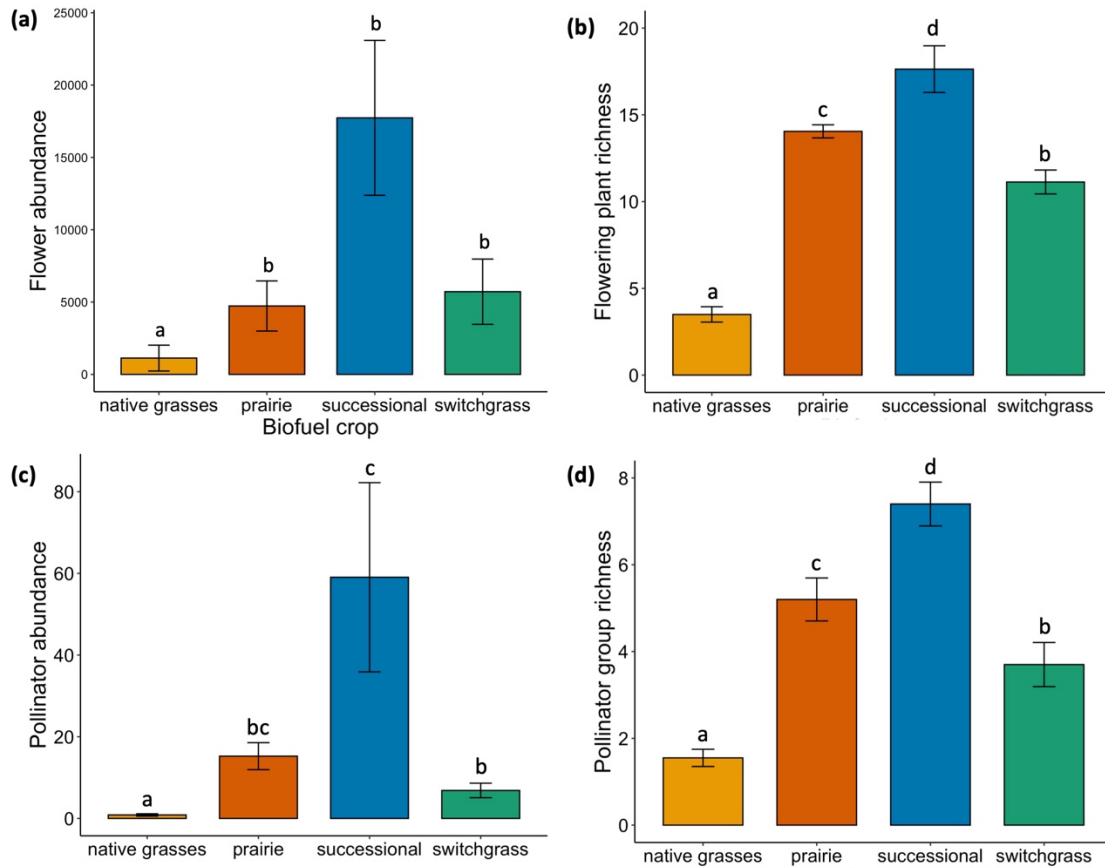 (a)
Flower abundance
25000
20000
15000
10000
5000
0
a
b
b
b
native grasses prairie successional switchgrass
Biofuel crop
(b)
Flowering plant richness
20
15
10
5
0
a
c
d
b
native grasses prairie successional switchgrass
(c)
Pollinator abundance
80
60
40
20
0
a
bc
c
b
native grasses prairie successional switchgrass
(d)
Pollinator group richness
8
6
4
2
0
a
c
d
b
native grasses prairie successional switchgrass